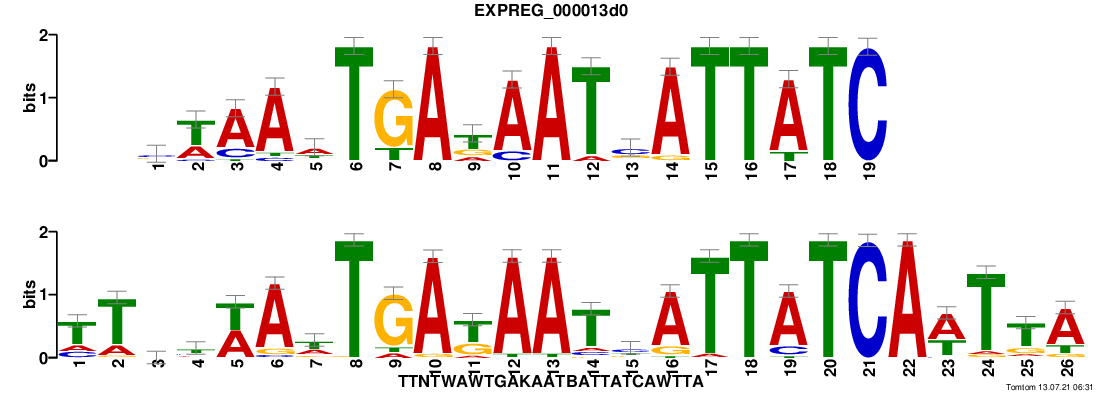 EXPREG_000013d0
2
bits
1
0
T A A A A T G A T A A T A T T A T C
1 2 3 4 5 6 7 8 9 10 11 12 13 14 15 16 17 18 19
2
bits
1
0
T T T A T G A T A A T A T T A T C A A T T A
1 2 3 4 5 6 7 8 9 10 11 12 13 14 15 16 17 18 19 20 21 22 23 24 25 26
TTNTWAWTGAKAATBATTATCAWTTA
Tomtom 13.07.21 06:31